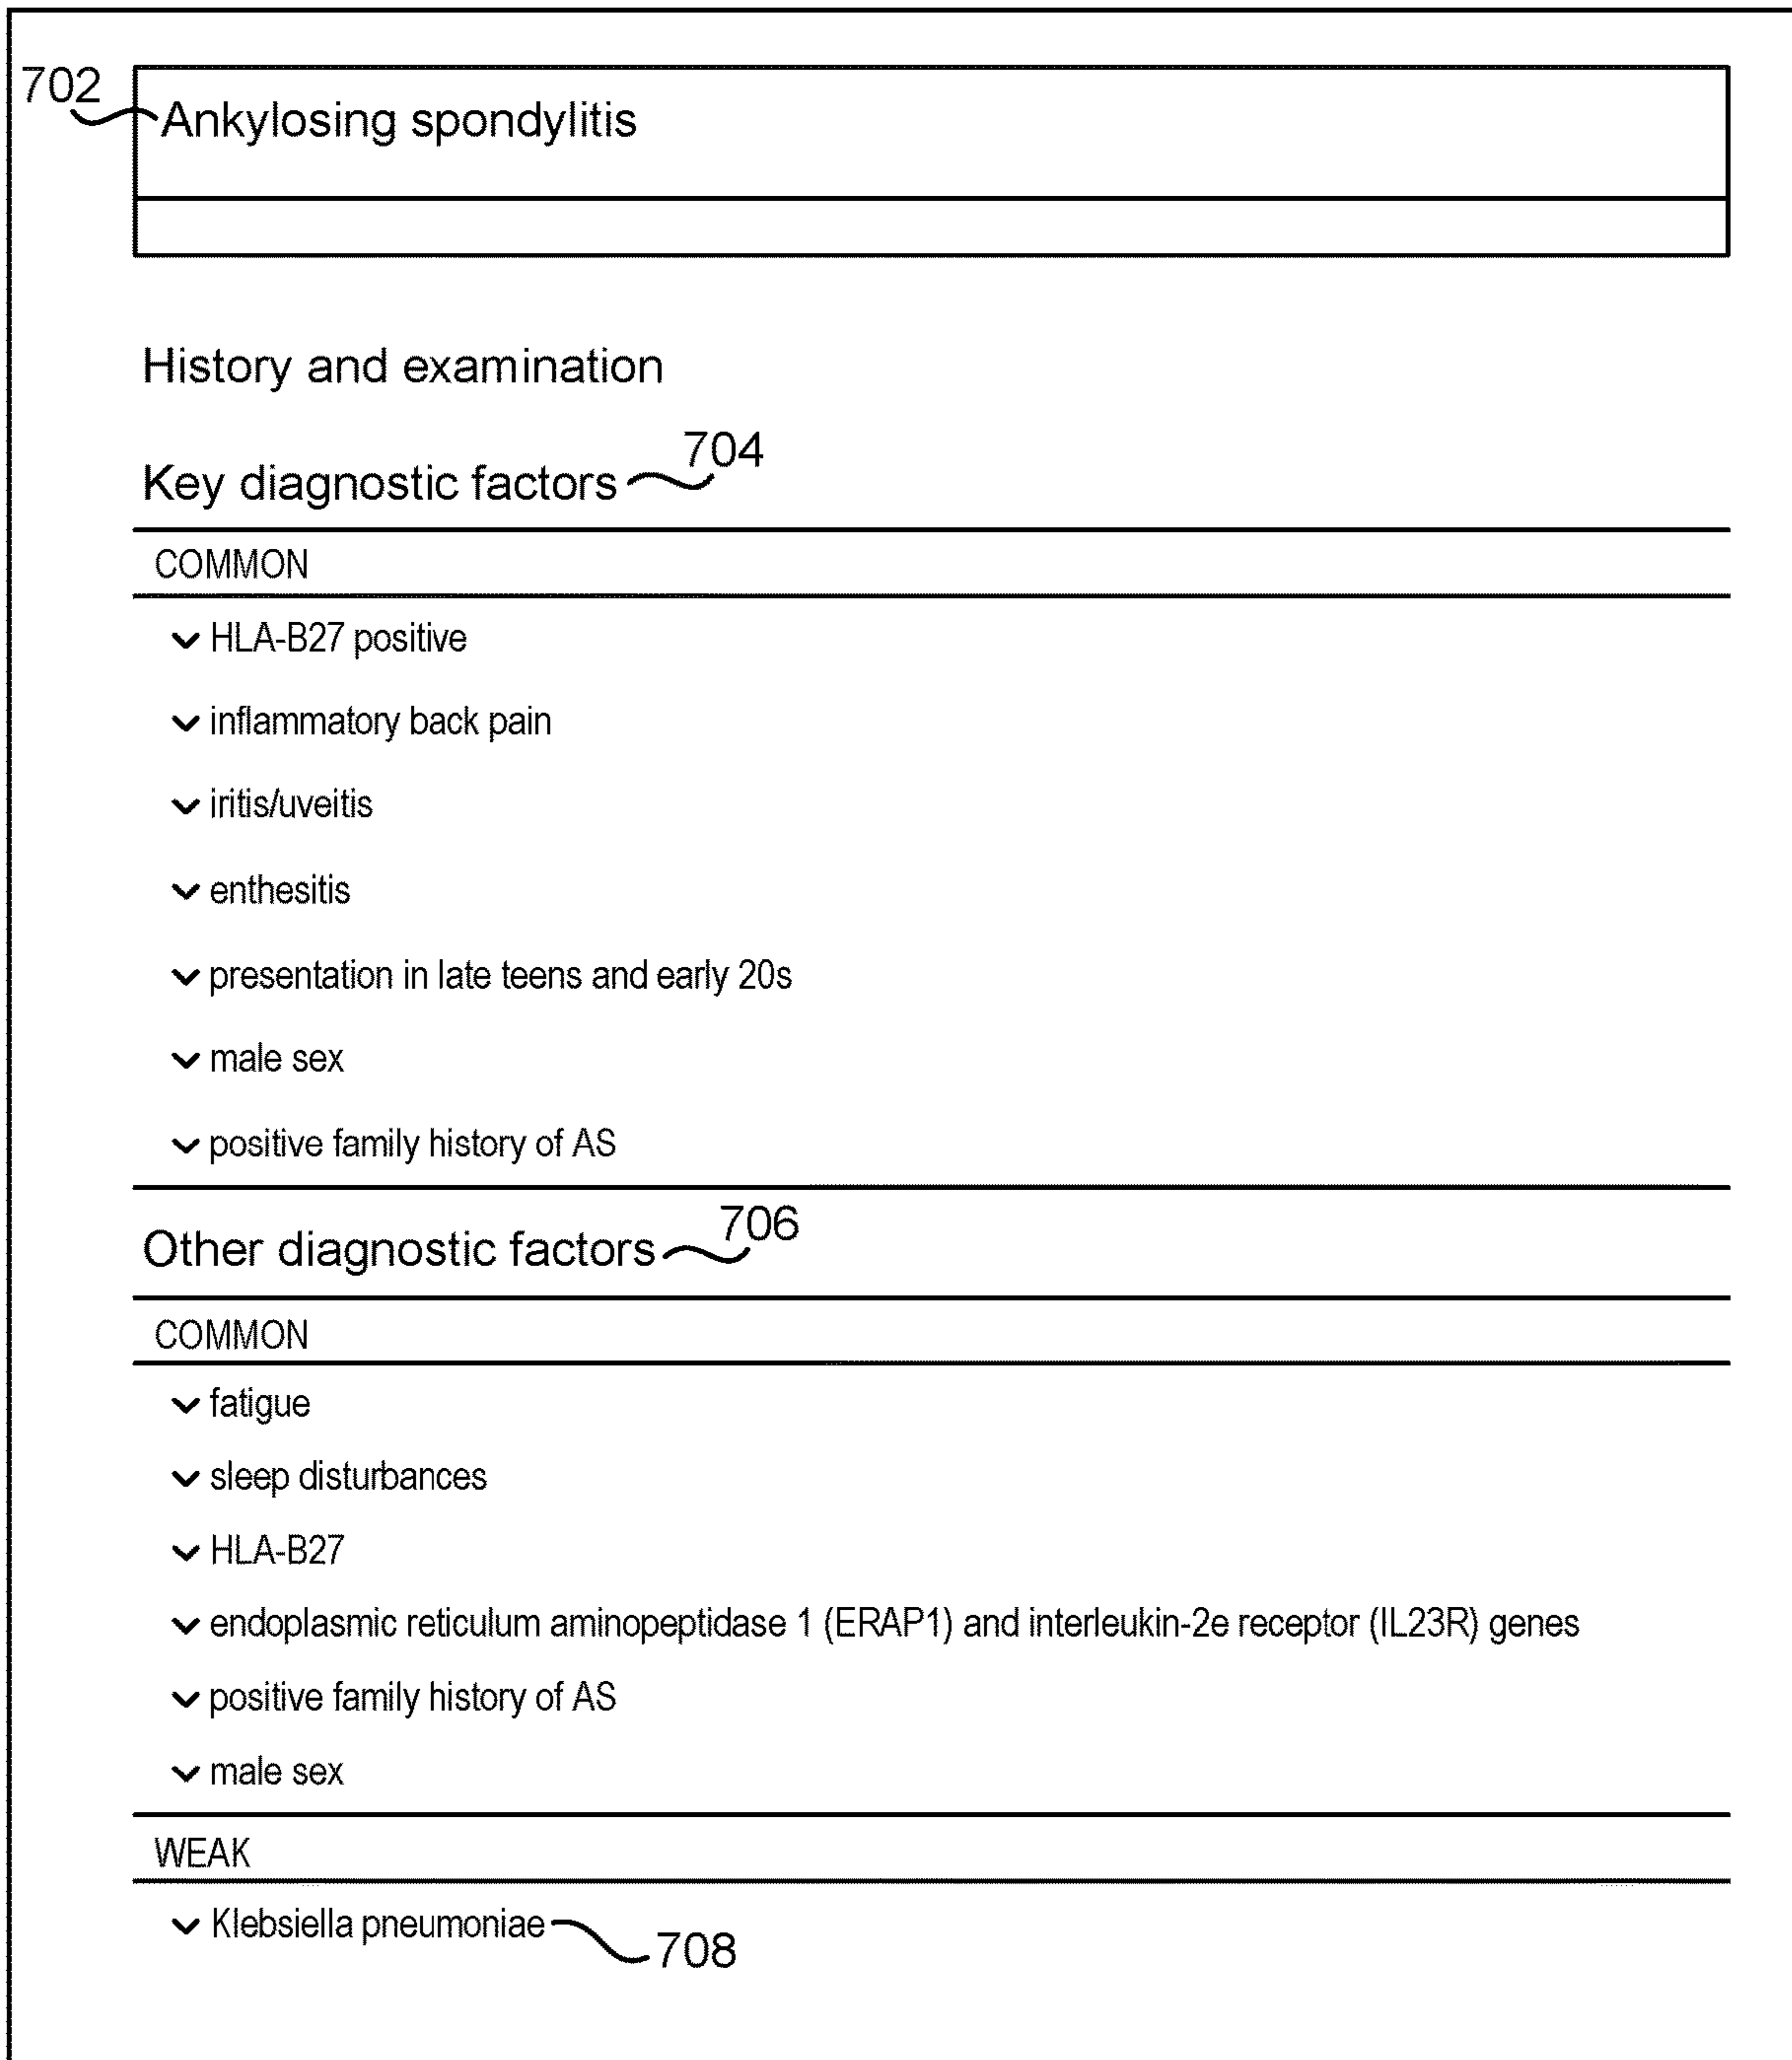 702
Ankylosing spondylitis
History and examination
704
Key diagnostic factors
COMMON
HLA-B27 positive
inflammatory back pain
iritis/uveitis
enthesitis
presentation in late teens and early 20s
male sex
positive family history of AS
706
Other diagnostic factors
COMMON
fatigue
sleep disturbances
HLA-B27
endoplasmic reticulum aminopeptidase 1 (ERAP1) and interleukin-2e receptor (IL23R) genes
positive family history of AS
male sex
WEAK
Klebsiella pneumoniae
708